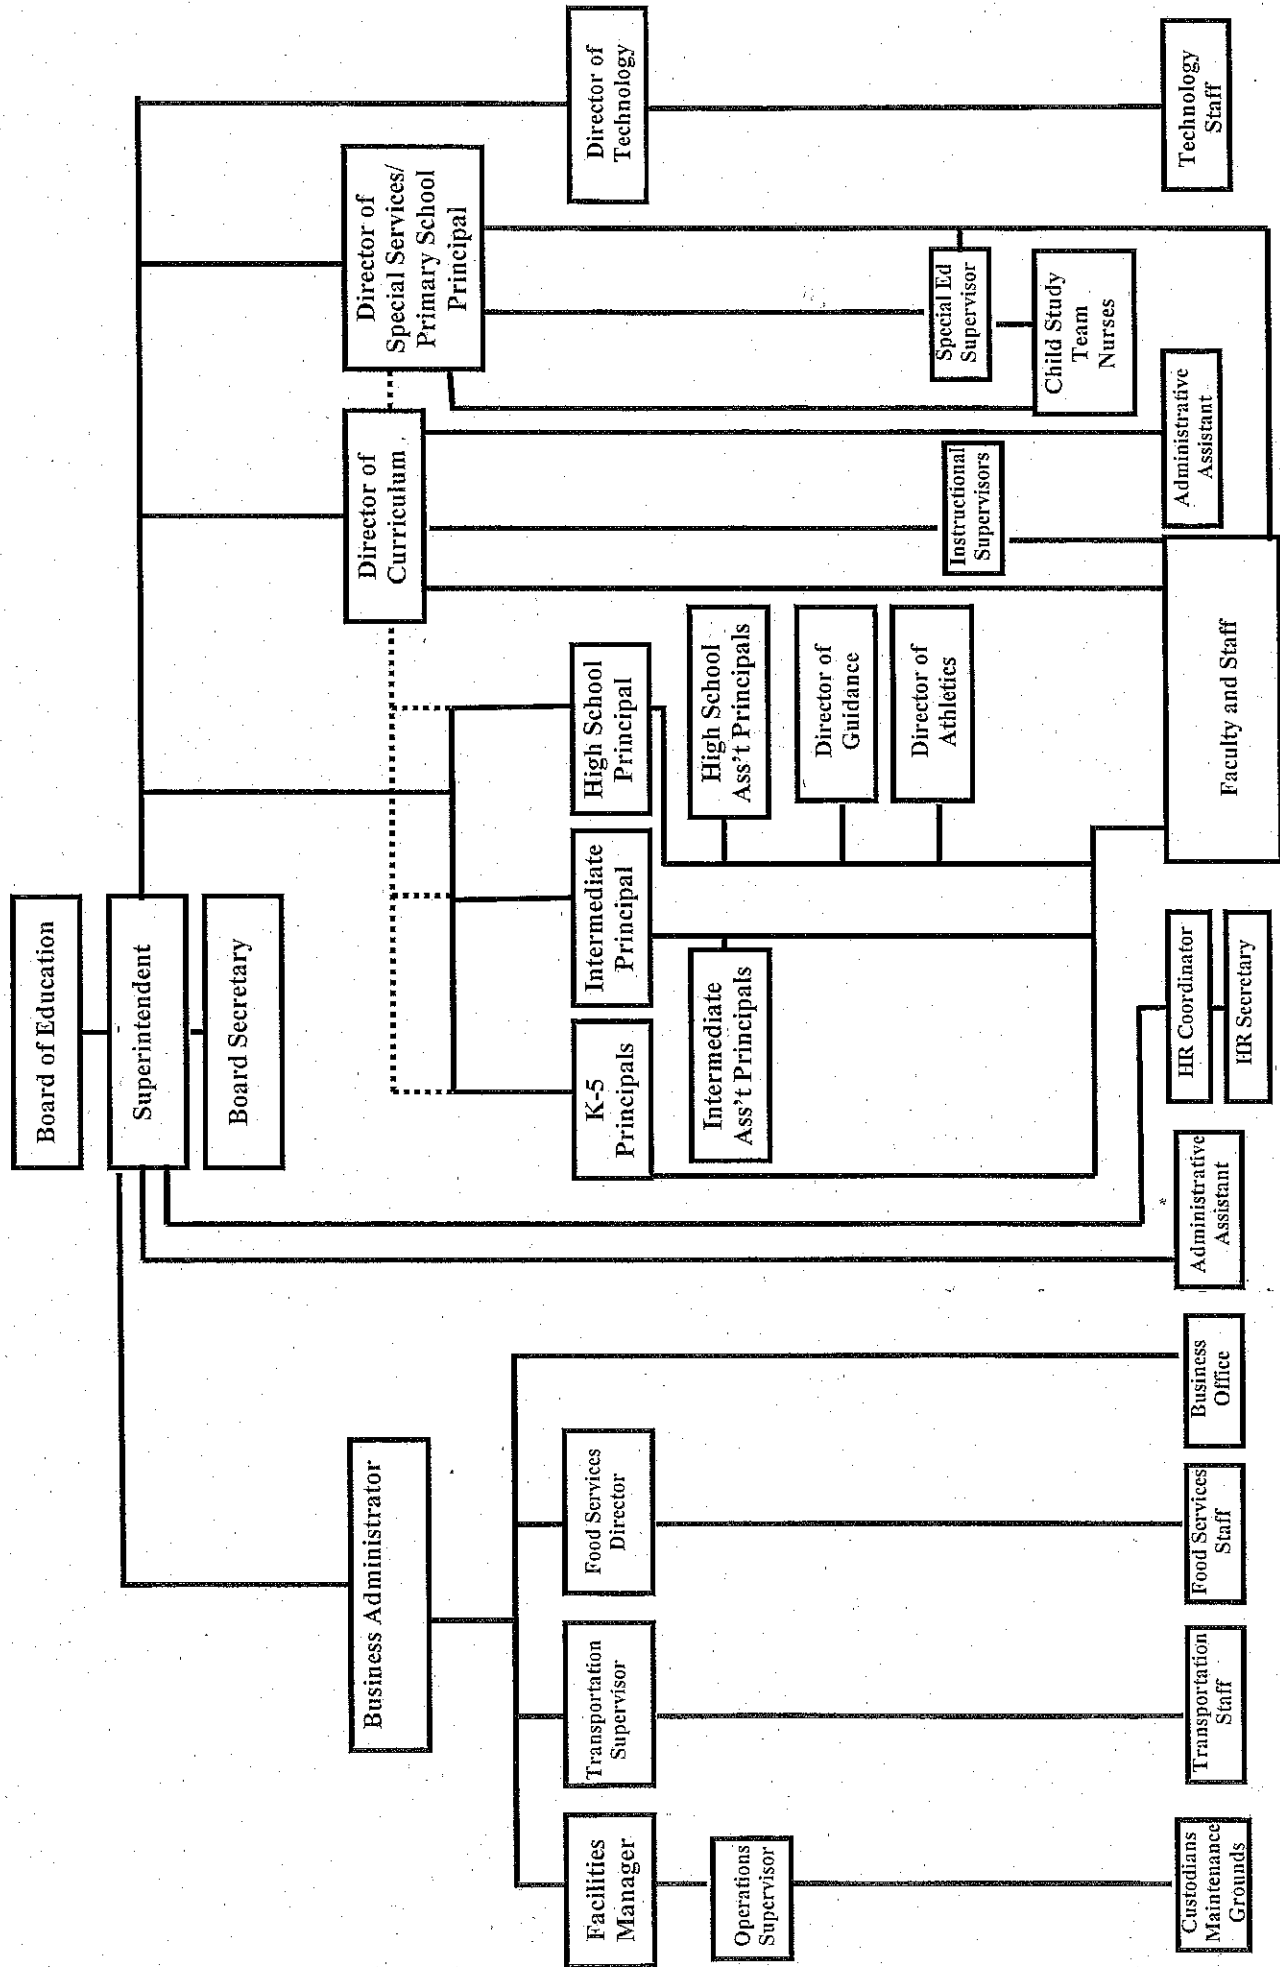 Board of Education
Superintendent
Board Secretary
Business Administrator
Director of
Curriculum
Director of
Special Services/
Primary School
Principal
Facilities
Manager
Transportation
Supervisor
Food Services
Director
K-5
Principals
Intermediate
Principal
High School
Principal
Director of
Technology
Operations
Supervisor
Intermediate
Ass't Principals
High School
Ass't Principals
Director of
Guidance
Director of
Athletics
Instructional
Supervisors
Special Ed
Supervisor
Child Study
Team
Nurses
Custodians
Maintenance
Grounds
Transportation
Staff
Food Services
Staff
Business
Office
Administrative
Assistant
HR Coordinator
HR Secretary
Faculty and Staff
Administrative
Assistant
Technology
Staff